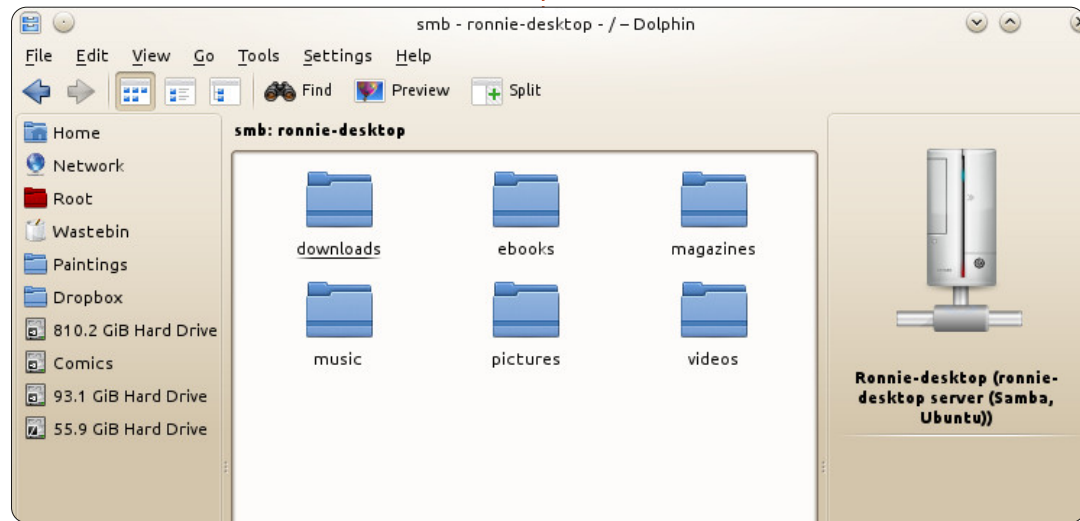 smb - ronnie-desktop - / – Dolphin
File Edit View Go Tools Settings Help
Find Preview Split
Home
Network
Root
Wastebin
Paintings
Dropbox
810.2 GiB Hard Drive
Comics
93.1 GiB Hard Drive
55.9 GiB Hard Drive
smb: ronnie-desktop
downloads ebooks magazines
music pictures videos
Ronnie-desktop (ronnie-
desktop server (Samba,
Ubuntu))